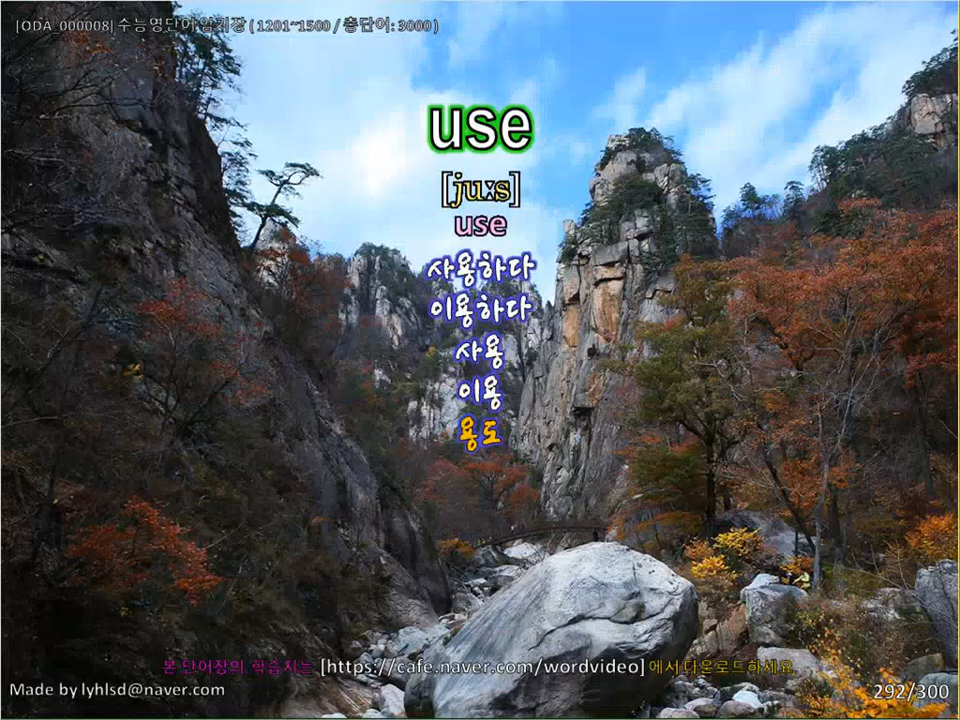 [ODA_000008] 수능영단어 암기장 ( 1201~1500 / 총단어: 3000 )
use
[juːs]
use
사용하다
이용하다
사용
이용
용도
본 단어장의 학습지는 [https://cafe.naver.com/wordvideo] 에서 다운로드하세요
Made by lyhlsd@naver.com
292/300